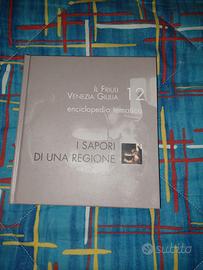 IL FRIULI
VENEZIA GIULIA 12
enciclopedia tematica
I SAPORI
DI UNA REGIONE
subito